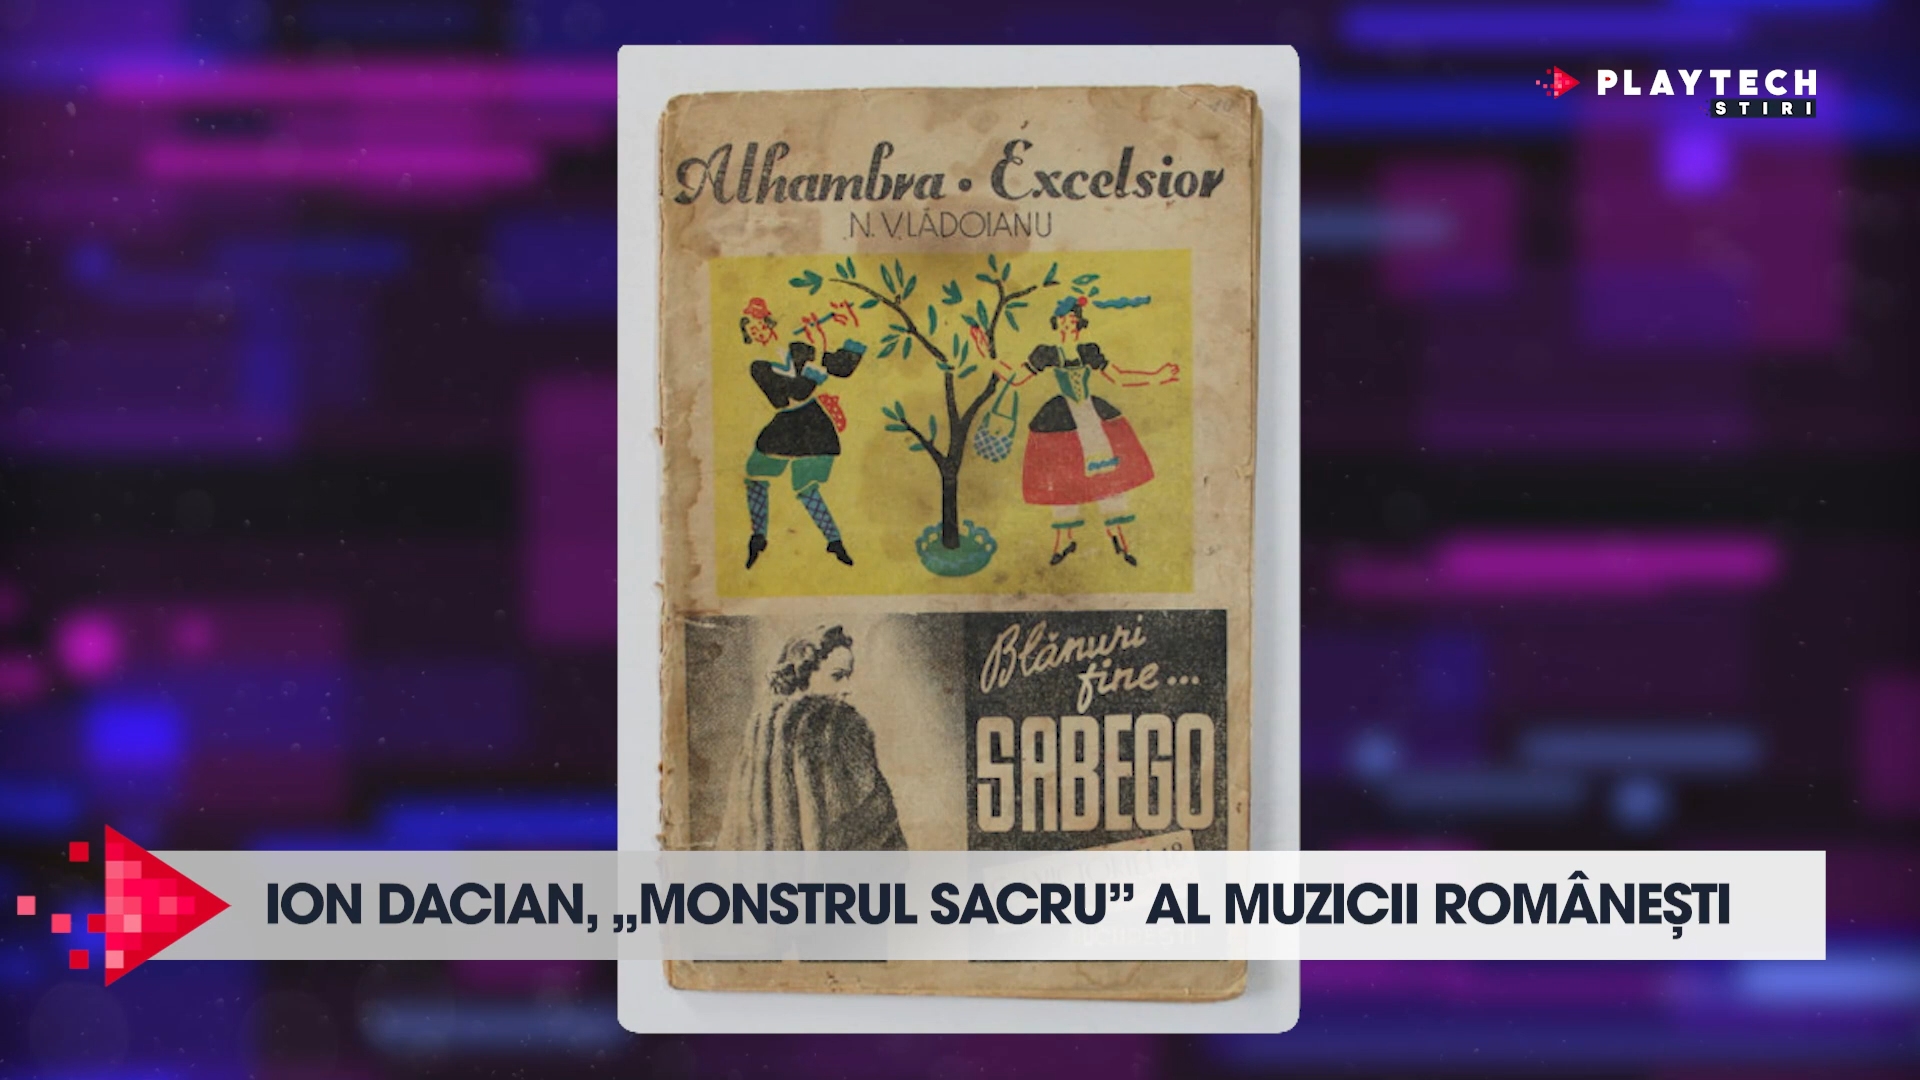 PLAYTECH
STIRI
Alhambra • Excelsior
N. VLĂDOIANU
Blănuri
fine...
SABEGO
ION DACIAN, „MONSTRUL SACRU” AL MUZICII ROMÂNEȘTI